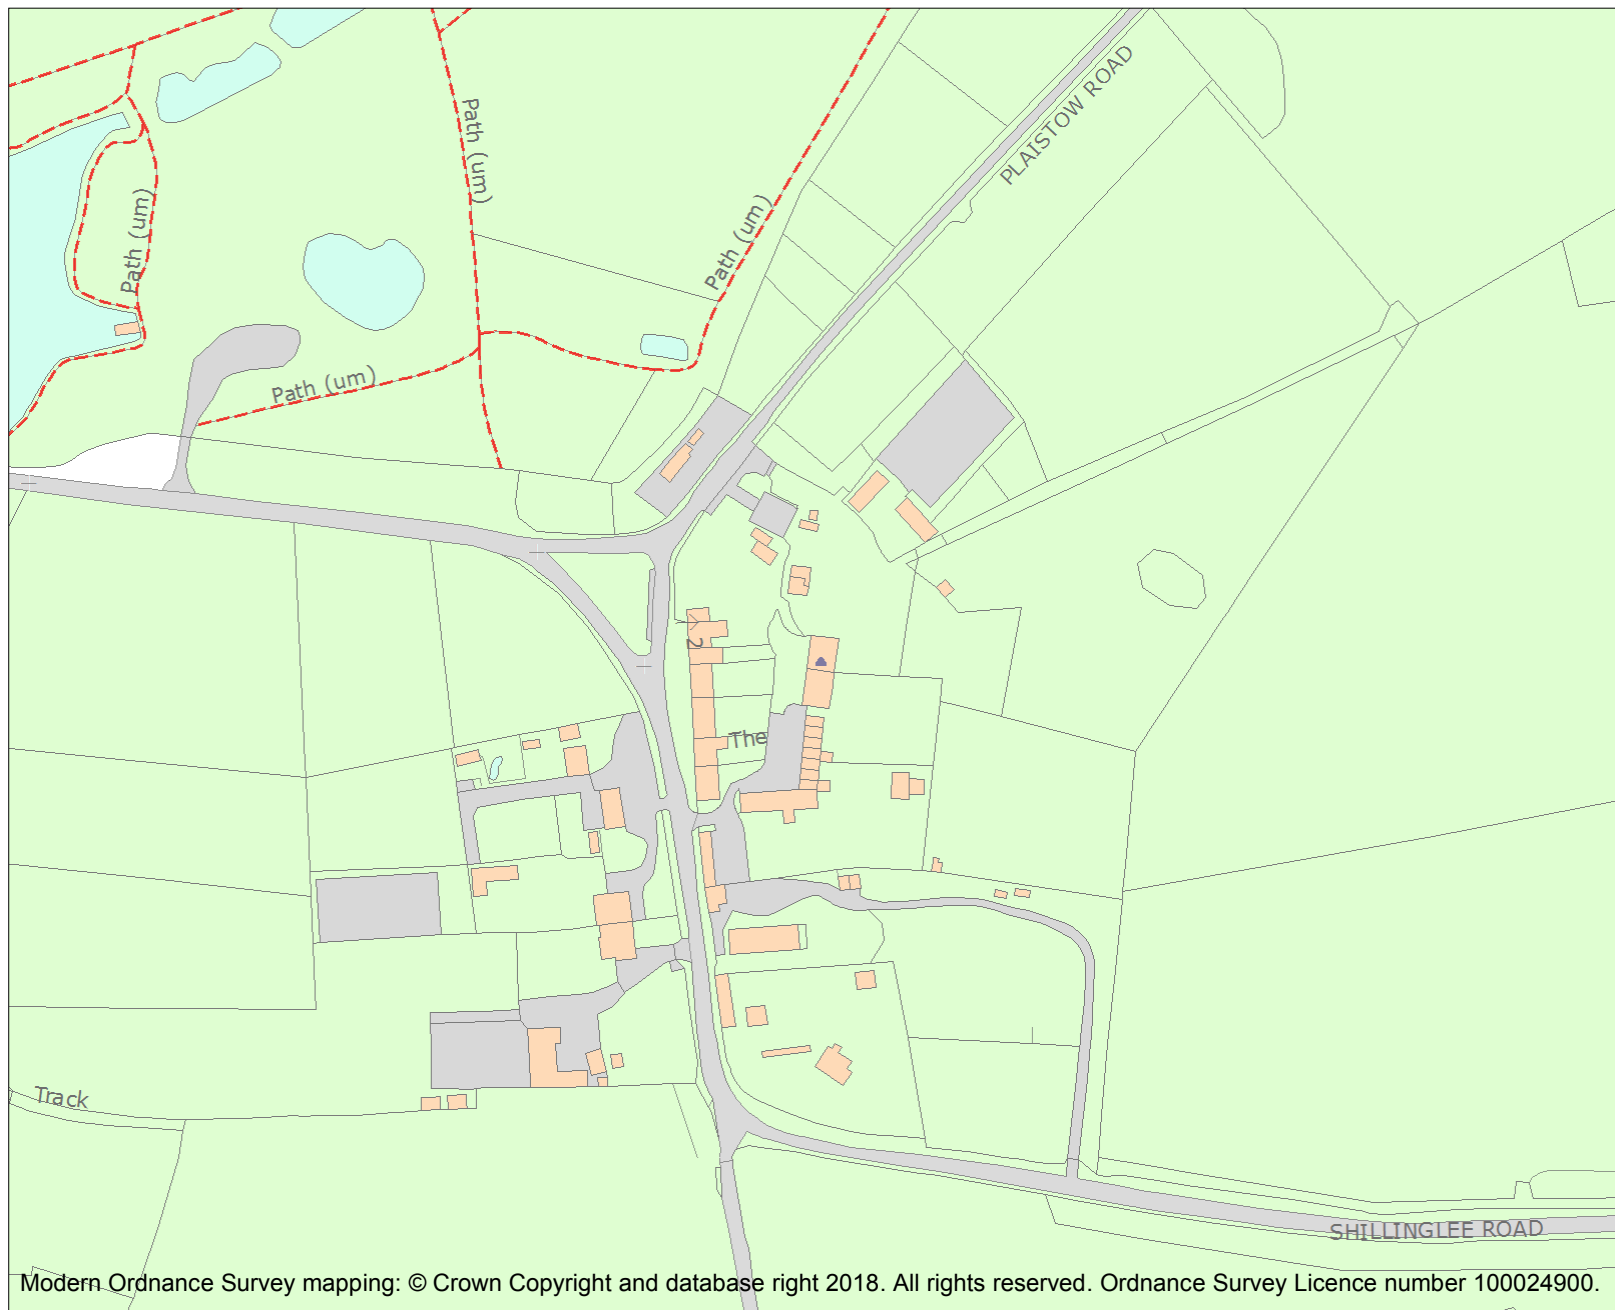 PLAISTOW ROAD
Path (um)
Path (um)
Path (um)
Path (um)
2
The
Track
SHILLINGLEE ROAD
Modern Ordnance Survey mapping: © Crown Copyright and database right 2018. All rights reserved. Ordnance Survey Licence number 100024900.